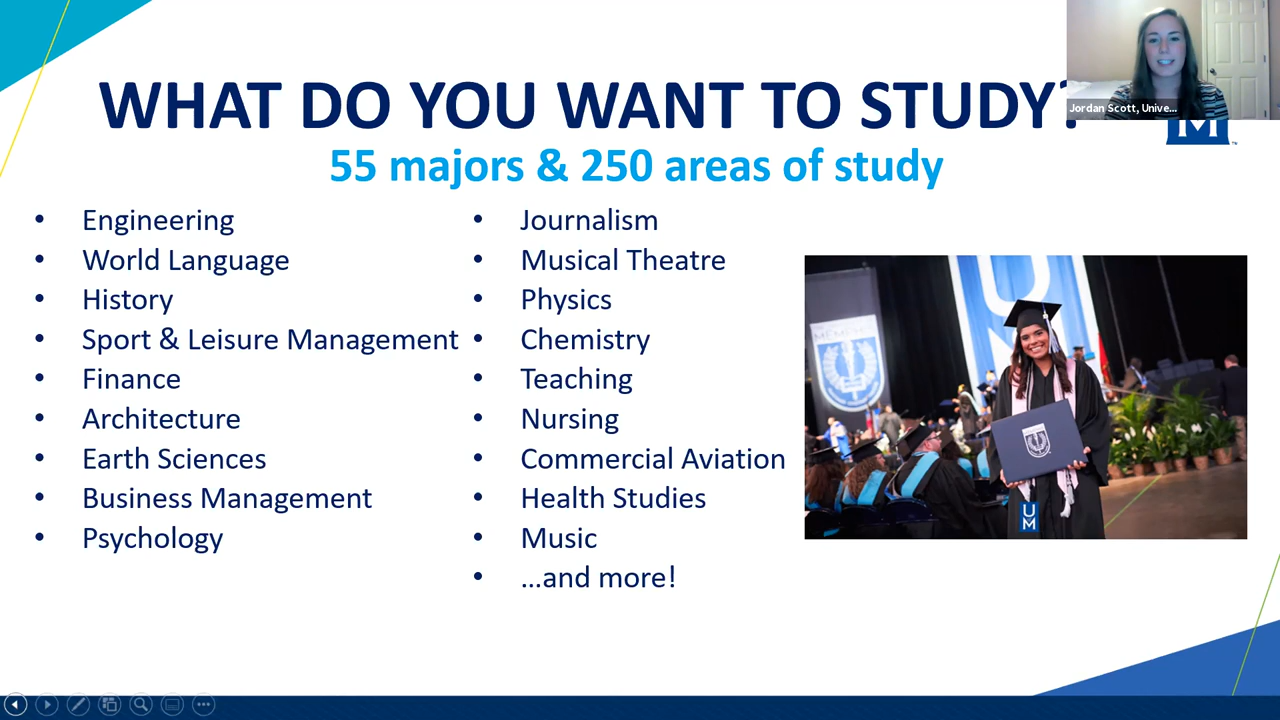 WHAT DO YOU WANT TO STUDY?
Jordan Scott, Unive...
M
TM
55 majors & 250 areas of study
• Engineering
• World Language
• History
• Sport & Leisure Management
• Finance
• Architecture
• Earth Sciences
• Business Management
• Psychology
• Journalism
• Musical Theatre
• Physics
• Chemistry
• Teaching
• Nursing
• Commercial Aviation
• Health Studies
• Music
• ...and more!
U
M